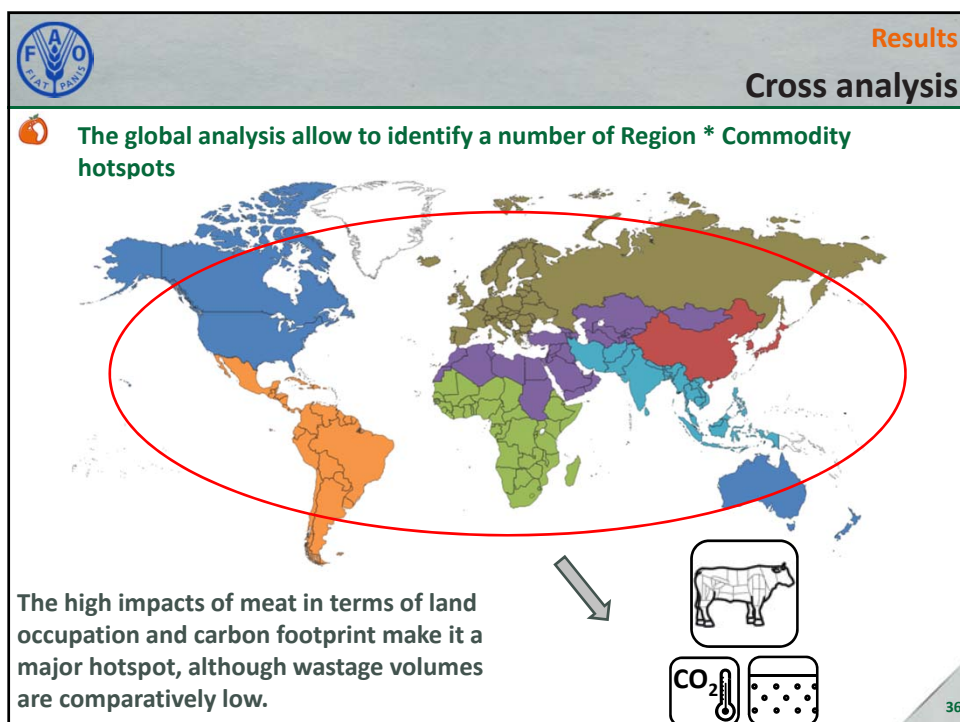 F A O
FIAT PANIS
Results
Cross analysis
The global analysis allow to identify a number of Region * Commodity
hotspots
The high impacts of meat in terms of land
occupation and carbon footprint make it a
major hotspot, although wastage volumes
are comparatively low.
CO2
36